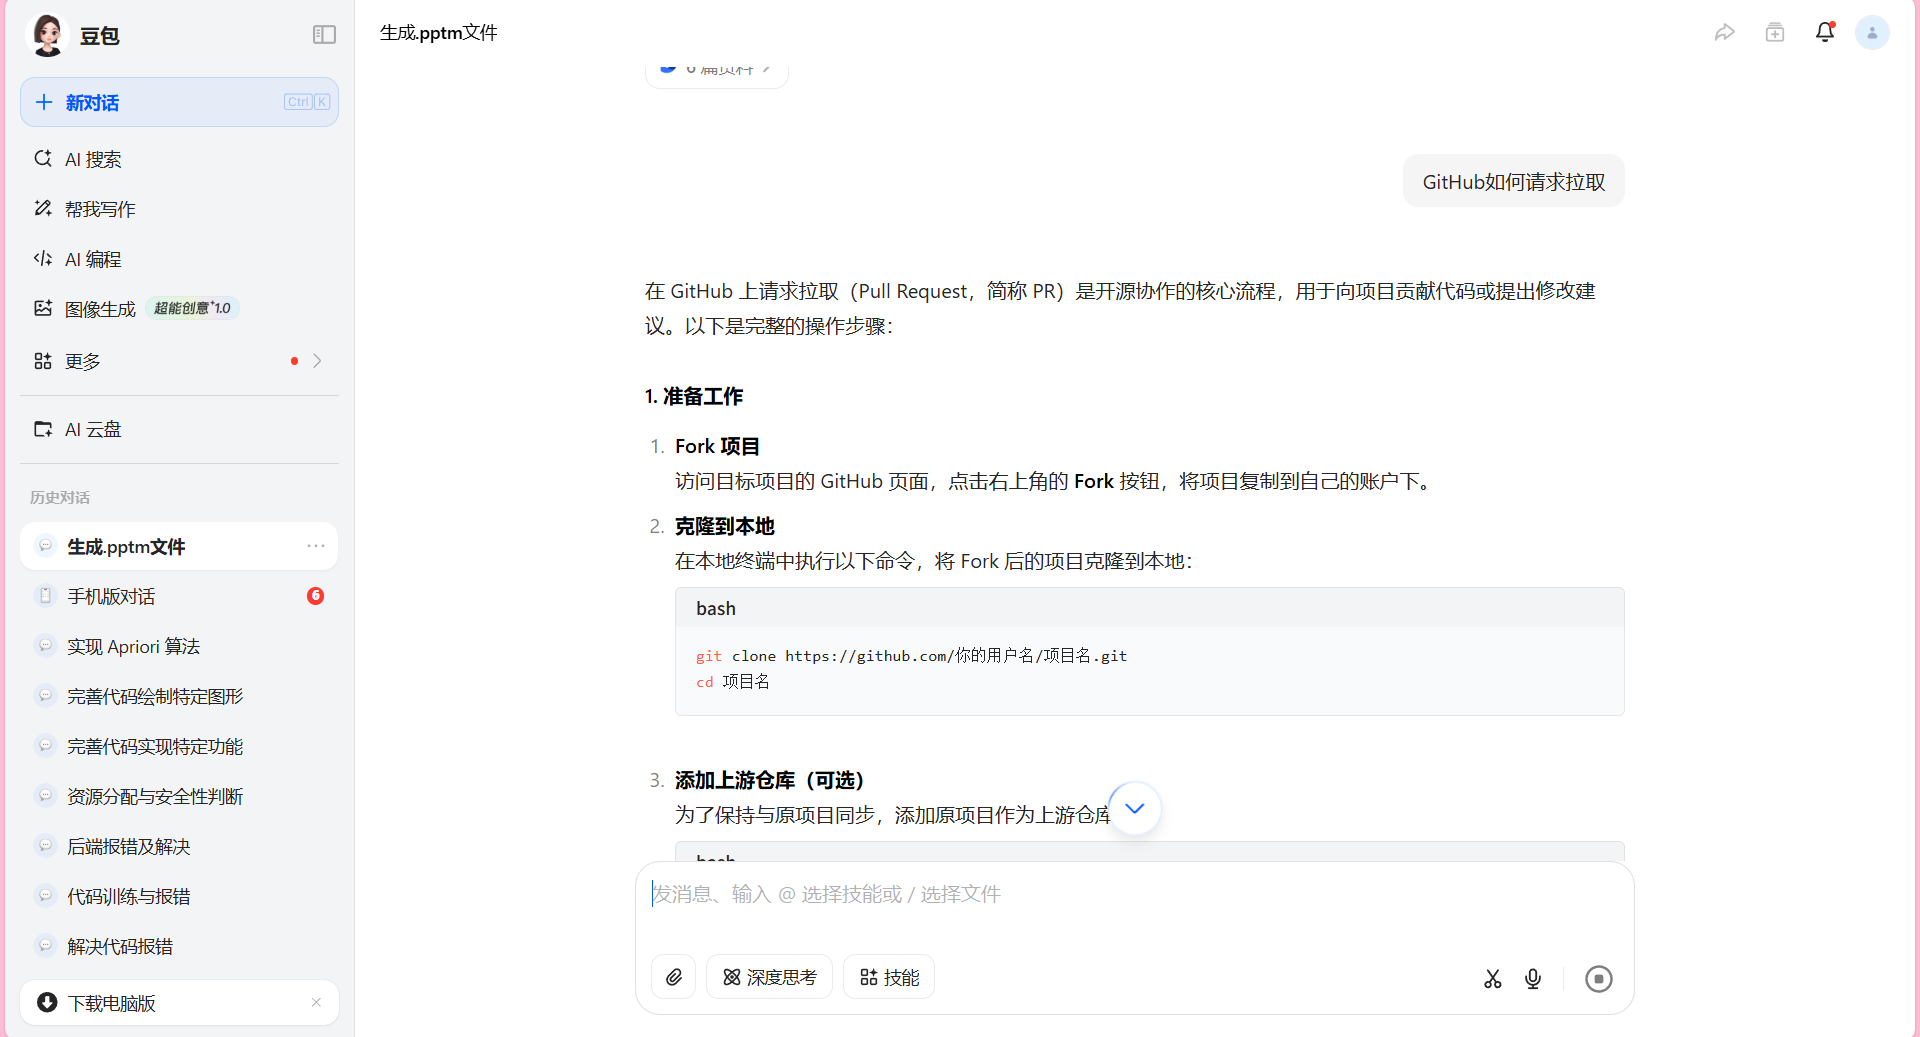 豆包
新对话
Ctrl K
AI 搜索
帮我写作
AI 编程
图像生成 超能创意 1.0
更多
AI 云盘
历史对话
生成.pptm文件
手机版对话 6
实现 Apriori 算法
完善代码绘制特定图形
完善代码实现特定功能
资源分配与安全性判断
后端报错及解决
代码训练与报错
解决代码报错
下载电脑版
生成.pptm文件
6 篇资料
GitHub如何请求拉取
在 GitHub 上请求拉取（Pull Request，简称 PR）是开源协作的核心流程，用于向项目贡献代码或提出修改建
议。以下是完整的操作步骤：
1. 准备工作
1. Fork 项目
访问目标项目的 GitHub 页面，点击右上角的 Fork 按钮，将项目复制到自己的账户下。
2. 克隆到本地
在本地终端中执行以下命令，将 Fork 后的项目克隆到本地：
bash
git clone https://github.com/你的用户名/项目名.git
cd 项目名
3. 添加上游仓库（可选）
为了保持与原项目同步，添加原项目作为上游仓库
bash
发消息、输入 @ 选择技能或 / 选择文件
深度思考
技能